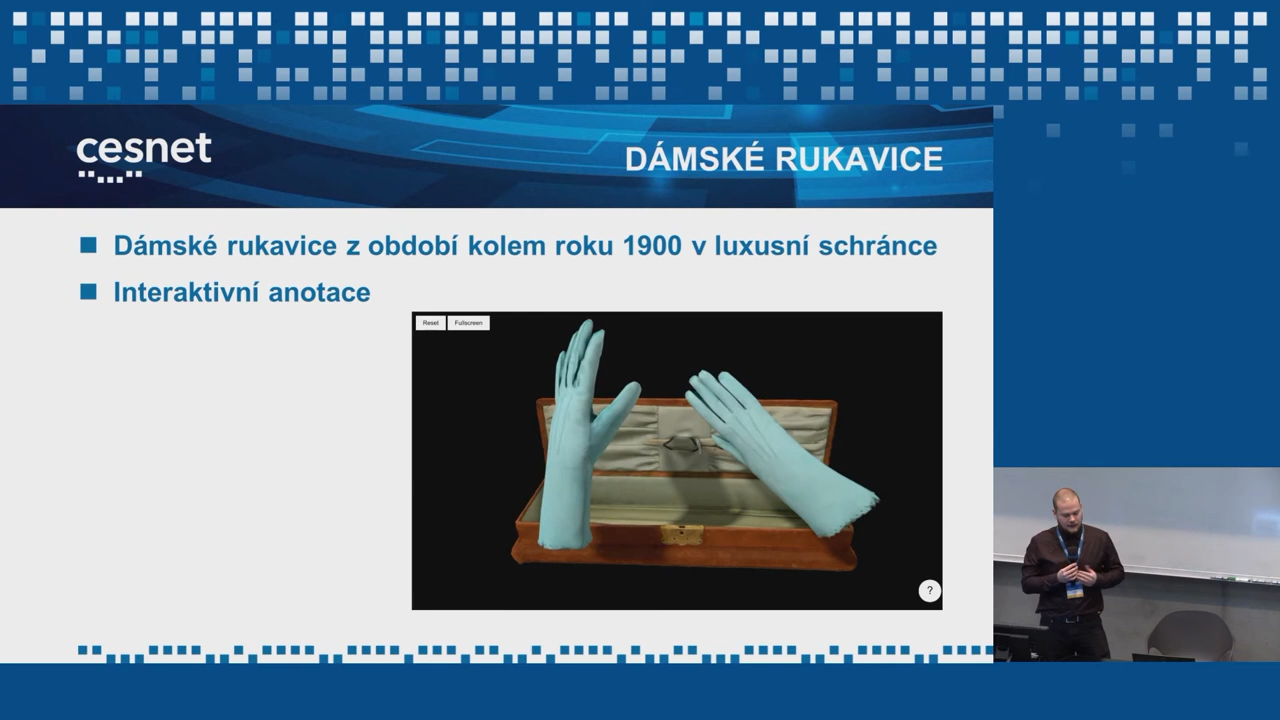 cesnet
DÁMSKÉ RUKAVICE
Dámské rukavice z období kolem roku 1900 v luxusní schránce
Interaktivní anotace
Reset
Fullscreen
?